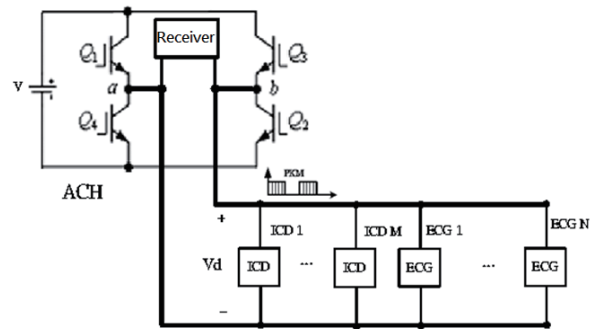 Receiver
Q1
Q3
V
a
b
Q4
Q2
PKM
ACH
+
ICD 1
ICD M
ECG 1
ECG N
Vd
ICD
...
ICD
ECG
...
ECG
−